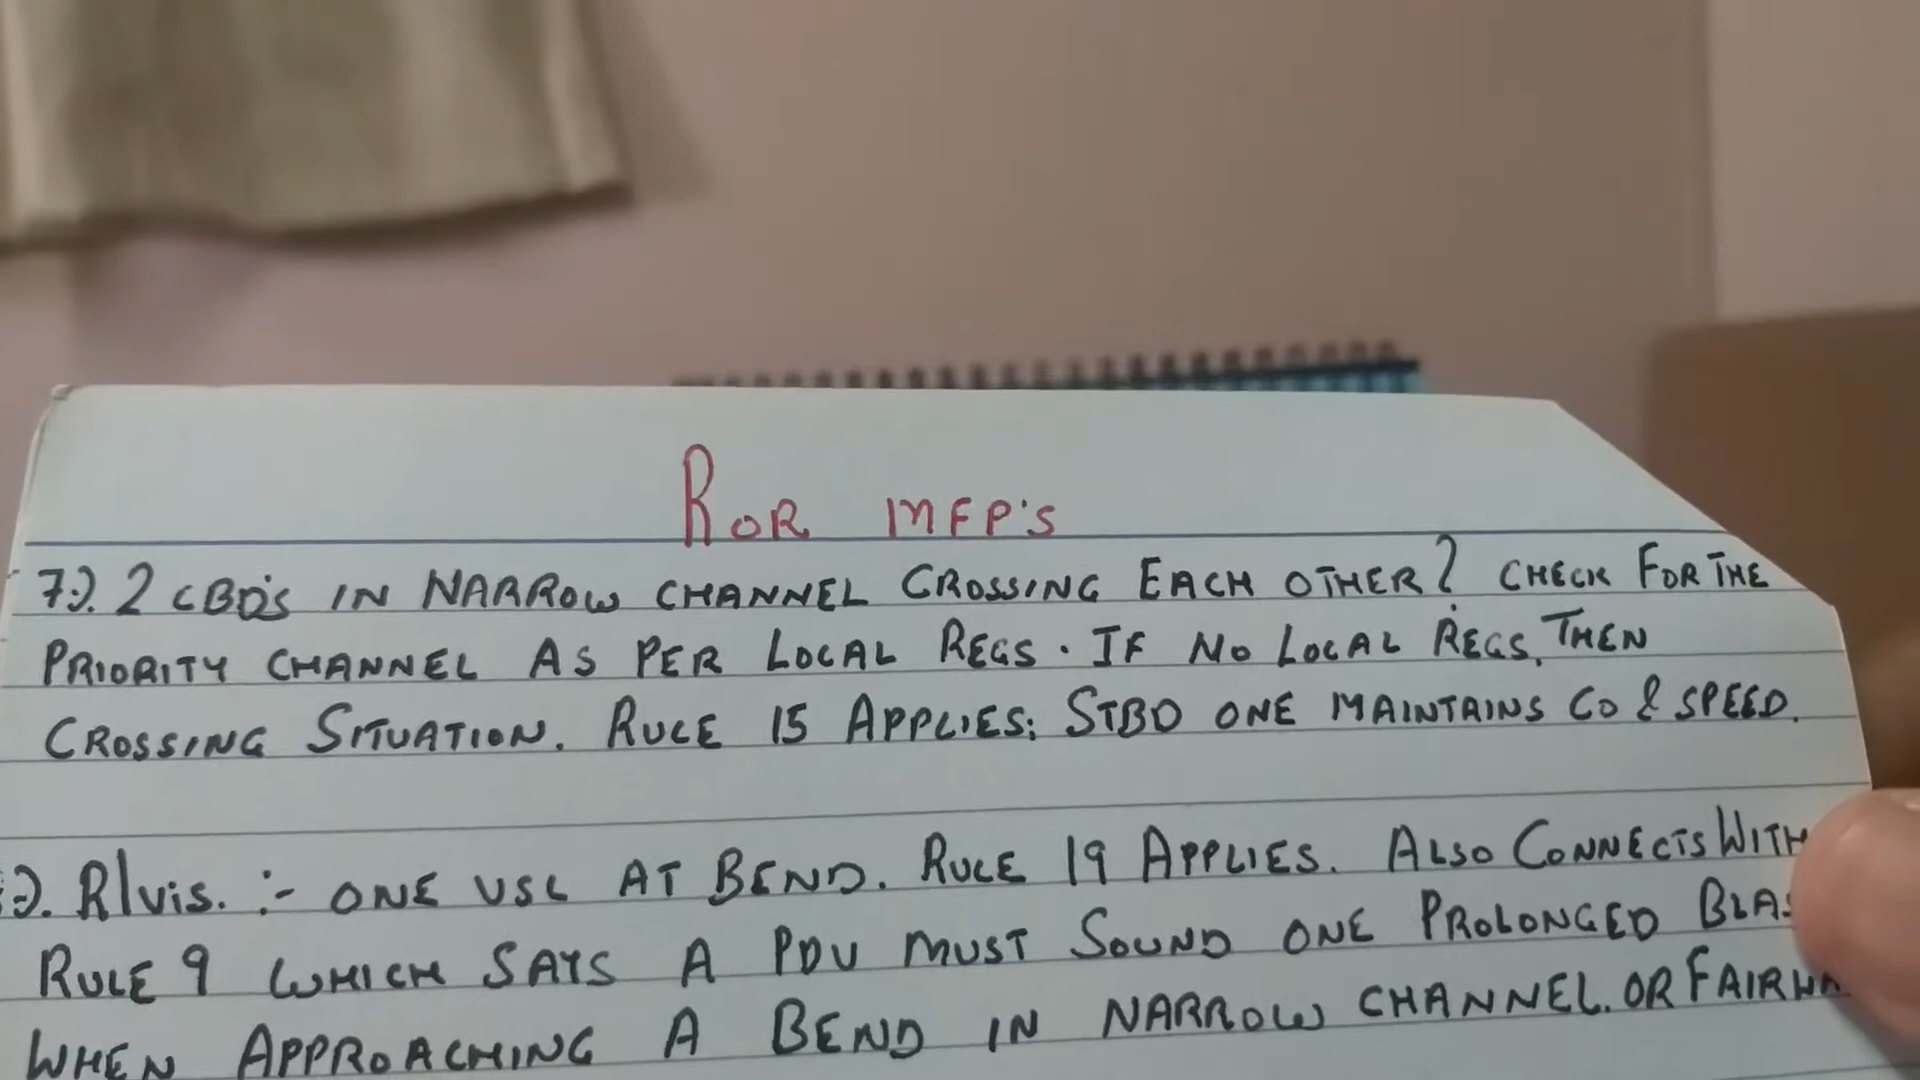 ROR MFP'S
7:). 2 CBD'S IN NARROW CHANNEL CROSSING EACH OTHER? CHECK FOR THE
PRIORITY CHANNEL AS PER LOCAL REGS. IF NO LOCAL REGS, THEN
CROSSING SITUATION. RULE 15 APPLIES: STBD ONE MAINTAINS CO & SPEED.
R/VIS. :- ONE VSL AT BEND. RULE 19 APPLIES. ALSO CONNECTS WITH
RULE 9 WHICH SAYS A PDV MUST SOUND ONE PROLONGED BLAS
WHEN APPROACHING A BEND IN NARROW CHANNEL. OR FAIRWA